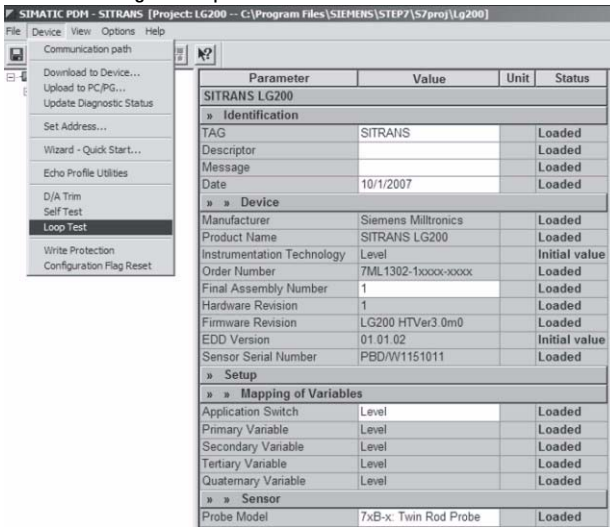 SIMATIC PDM - SITRANS [Project: LG200 -- C:\Program Files\SIEMENS\STEP7\S7proj\Lg200]
File Device View Options Help
Communication path
Download to Device...
Upload to PC/PG...
Update Diagnostic Status
Set Address...
Wizard - Quick Start...
Echo Profile Utilities
D/A Trim
Self Test
Loop Test
Write Protection
Configuration Flag Reset
Parameter Value Unit Status
SITRANS LG200
» Identification
TAG SITRANS Loaded
Descriptor Loaded
Message Loaded
Date 10/1/2007 Loaded
» » Device
Manufacturer Siemens Milltronics Loaded
Product Name SITRANS LG200 Loaded
Instrumentation Technology Level Initial value
Order Number 7ML1302-1xxxx-xxxx Loaded
Final Assembly Number 1 Loaded
Hardware Revision 1 Loaded
Firmware Revision LG200 HTVer3.0m0 Loaded
EDD Version 01.01.02 Initial value
Sensor Serial Number PBD/W1151011 Loaded
» Setup
» » Mapping of Variables
Application Switch Level Loaded
Primary Variable Level Loaded
Secondary Variable Level Loaded
Tertiary Variable Level Loaded
Quaternary Variable Level Loaded
» » Sensor
Probe Model 7xB-x: Twin Rod Probe Loaded